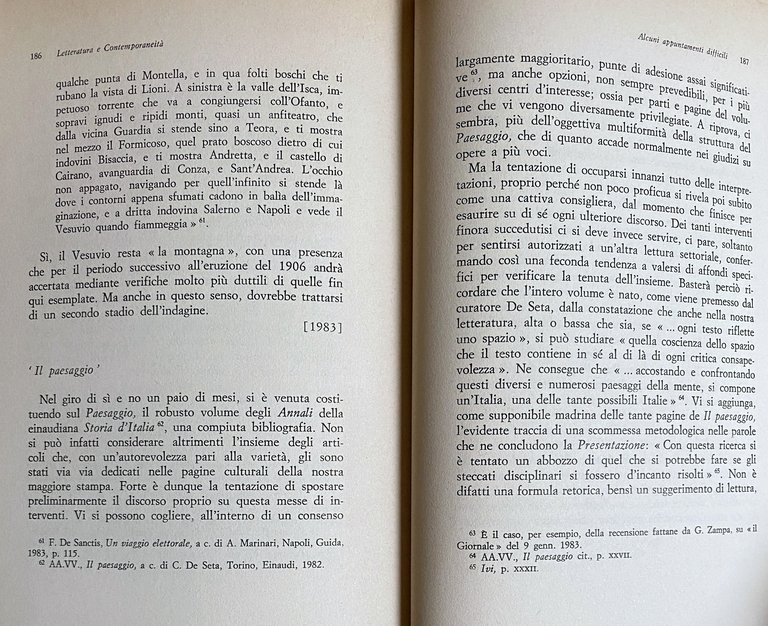 186 Letteratura e Contemporaneità
qualche punta di Montella, e in qua folti boschi che ti
rubano la vista di Lioni. A sinistra è la valle dell'Isca, im-
petuoso torrente che va a congiungersi coll'Ofanto, e
sopravi ignudi e ripidi monti, quasi un anfiteatro, che
dalla vicina Guardia si stende sino a Teora, e ti mostra
nel mezzo il Formicoso, quel prato boscoso dietro di cui
indovini Bisaccia, e ti mostra Andretta, e il castello di
Cairano, avanguardia di Conza, e Sant'Andrea. L'occhio
non appagato, navigando per quell'infinito si stende là
dove i contorni appena sfumati cadono in balla dell'imma-
ginazione, e a dritta indovina Salerno e Napoli e vede il
Vesuvio quando fiammeggia » 61.
Sì, il Vesuvio resta « la montagna », con una presenza
che per il periodo successivo all'eruzione del 1906 andrà
accertata mediante verifiche molto più duttili di quelle fin
qui esemplate. Ma anche in questo senso, dovrebbe trattarsi
di un secondo stadio dell'indagine.
[1983]
‘ Il paesaggio ’
Nel giro di sì e no un paio di mesi, si è venuta costi-
tuendo sul Paesaggio, il robusto volume degli Annali della
einaudiana Storia d'Italia 62, una compiuta bibliografia. Non
si può infatti considerare altrimenti l'insieme degli arti-
coli che, con un'autorevolezza pari alla varietà, gli sono
stati via via dedicati nelle pagine culturali della nostra
maggiore stampa. Forte è dunque la tentazione di spostare
preliminarmente il discorso proprio su questa messe di in-
terventi. Vi si possono cogliere, all'interno di un consenso
61 F. De Sanctis, Un viaggio elettorale, a c. di A. Marinari, Napoli, Guida,
1983, p. 115.
62 AA.VV., Il paesaggio, a c. di C. De Seta, Torino, Einaudi, 1982.
Alcuni appuntamenti difficili 187
largamente maggioritario, punte di adesione assai significati-
ve 63, ma anche opzioni, non sempre prevedibili, per i più
diversi centri d'interesse; ossia per parti e pagine del volu-
me che vi vengono diversamente privilegiate. A riprova, ci
sembra, più dell'oggettiva multiformità della struttura del
Paesaggio, che di quanto accade normalmente nei giudizi su
opere a più voci.
Ma la tentazione di occuparsi innanzi tutto delle interpre-
tazioni, proprio perché non poco proficua si rivela poi subito
come una cattiva consigliera, dal momento che finisce per
esaurire su di sé ogni ulteriore discorso. Dei tanti interventi
finora succedutisi ci si deve invece servire, ci pare, soltanto
per sentirsi autorizzati a un'altra lettura settoriale, confer-
mando così una feconda tendenza a valersi di affondi speci-
fici per verificare la tenuta dell'insieme. Basterà perciò ri-
cordare che l'intero volume è nato, come viene premesso dal
curatore De Seta, dalla constatazione che anche nella nostra
letteratura, alta o bassa che sia, se « ... ogni testo riflette
uno spazio », si può studiare « quella coscienza dello spazio
che il testo contiene in sé al di là di ogni critica consape-
volezza ». Ne consegue che « ... accostando e confrontando
questi diversi e numerosi paesaggi della mente, si compone
un'Italia, una delle tante possibili Italie » 64. Vi si aggiunga,
come supponibile madrina delle tante pagine de Il paesaggio,
l'evidente traccia di una scommessa metodologica nelle parole
che ne concludono la Presentazione: « Con questa ricerca si
è tentato un abbozzo di quel che si potrebbe fare se gli
steccati disciplinari si fossero d'incanto risolti » 65. Non è
difatti una formula retorica, bensì un suggerimento di lettura,
63 È il caso, per esempio, della recensione fattane da G. Zampa, su « il
Giornale » del 9 genn. 1983.
64 AA.VV., Il paesaggio cit., p. XXVII.
65 Ivi, p. XXXII.